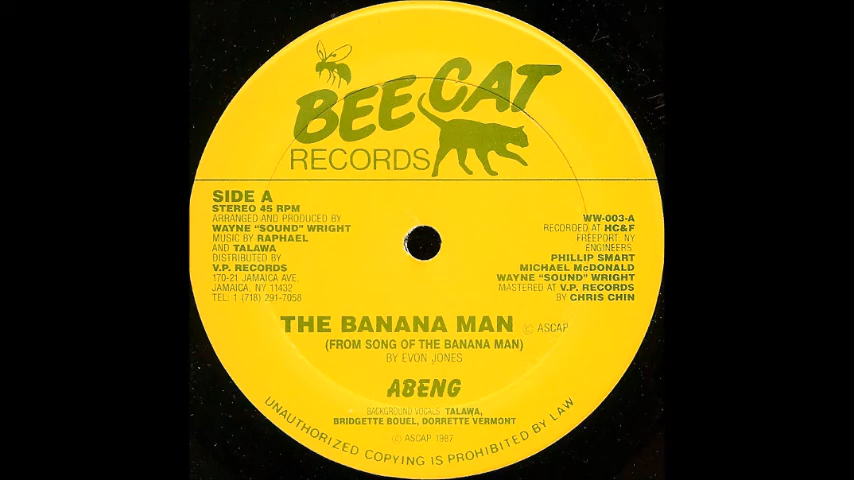 BEE CAT
RECORDS
SIDE A
STEREO 45 RPM
ARRANGED AND PRODUCED BY
WAYNE "SOUND" WRIGHT
MUSIC BY RAPHAEL
AND TALAWA
DISTRIBUTED BY
V.P. RECORDS
170-21 JAMAICA AVE.
JAMAICA, NY 11432
TEL: 1 (718) 291-7058
WW-003-A
RECORDED AT HC&F
FREEPORT, NY
ENGINEERS:
PHILLIP SMART
MICHAEL McDONALD
WAYNE "SOUND" WRIGHT
MASTERED AT V.P. RECORDS
BY CHRIS CHIN
THE BANANA MAN © ASCAP
(FROM SONG OF THE BANANA MAN)
BY EVON JONES
ABENG
BACKGROUND VOCALS: TALAWA,
BRIDGETTE BOUEL, DORRETTE VERMONT
© ASCAP 1987
UNAUTHORIZED COPYING IS PROHIBITED BY LAW